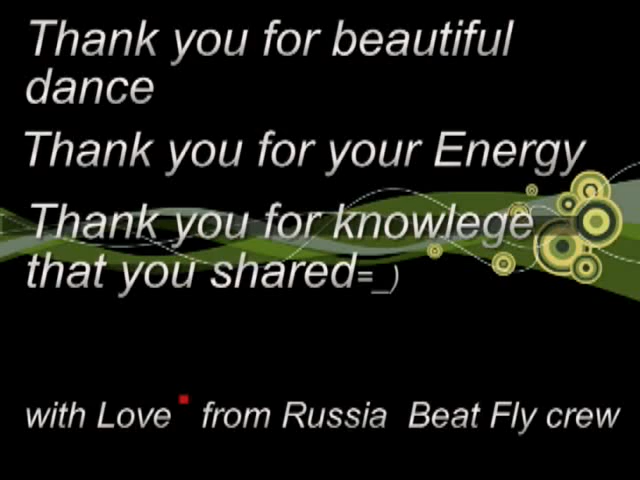 Thank you for beautiful
dance
Thank you for your Energy
Thank you for knowlege
that you shared=_)
with Love from Russia Beat Fly crew